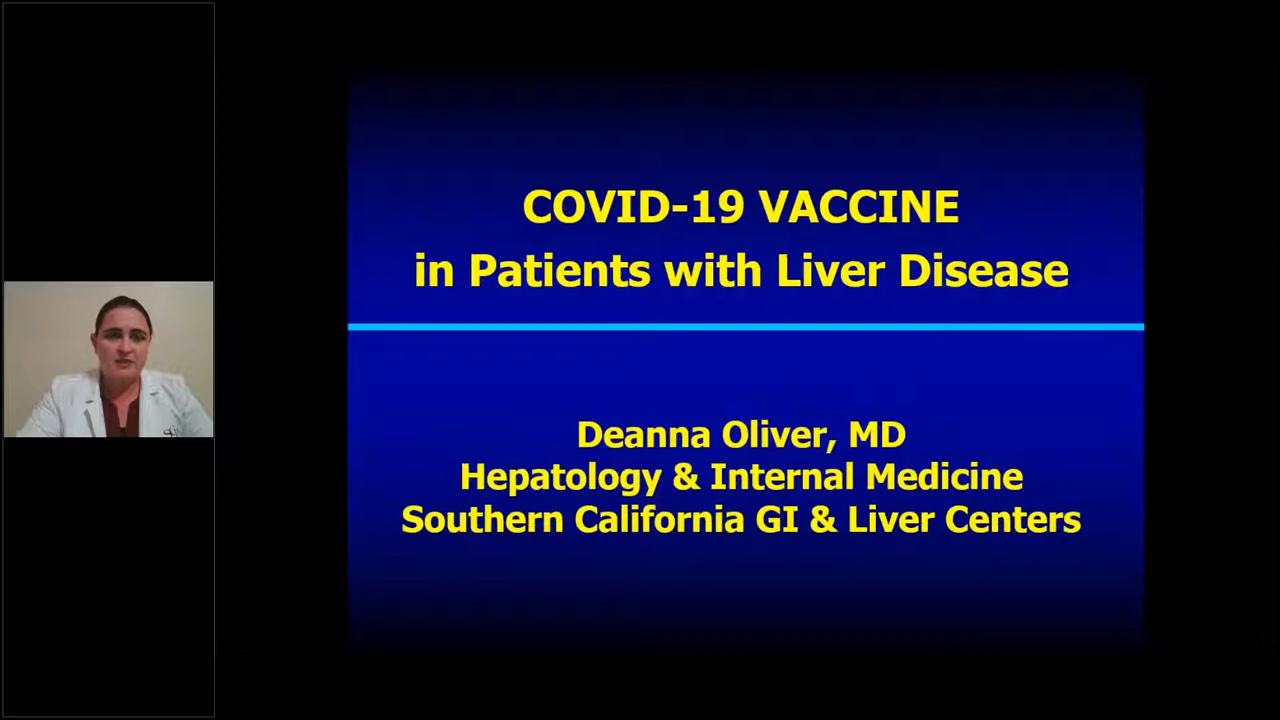 COVID-19 VACCINE
in Patients with Liver Disease
Deanna Oliver, MD
Hepatology & Internal Medicine
Southern California GI & Liver Centers